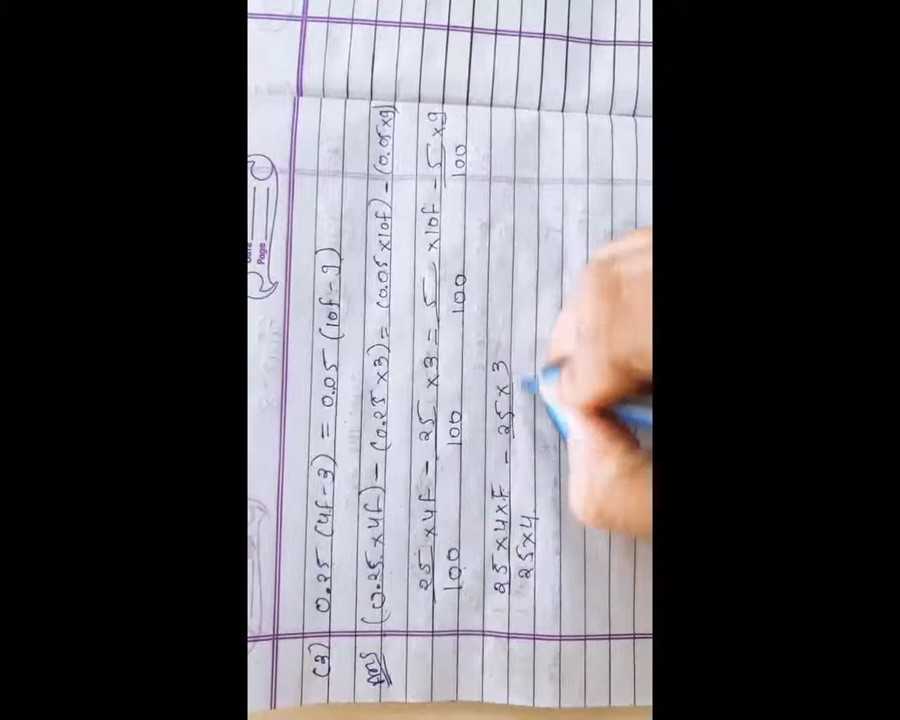 Page
(2) 0.25 (4f-3) = 0.05 (10f-9)
Ans (0.25 × 4f) - (0.25 × 3) = (0.05 × 10f) - (0.05 × 9)
25/100 × 4f - 25/100 × 3 = 5/100 × 10f - 5/100 × 9
25×4×f/25×4 - 25×3